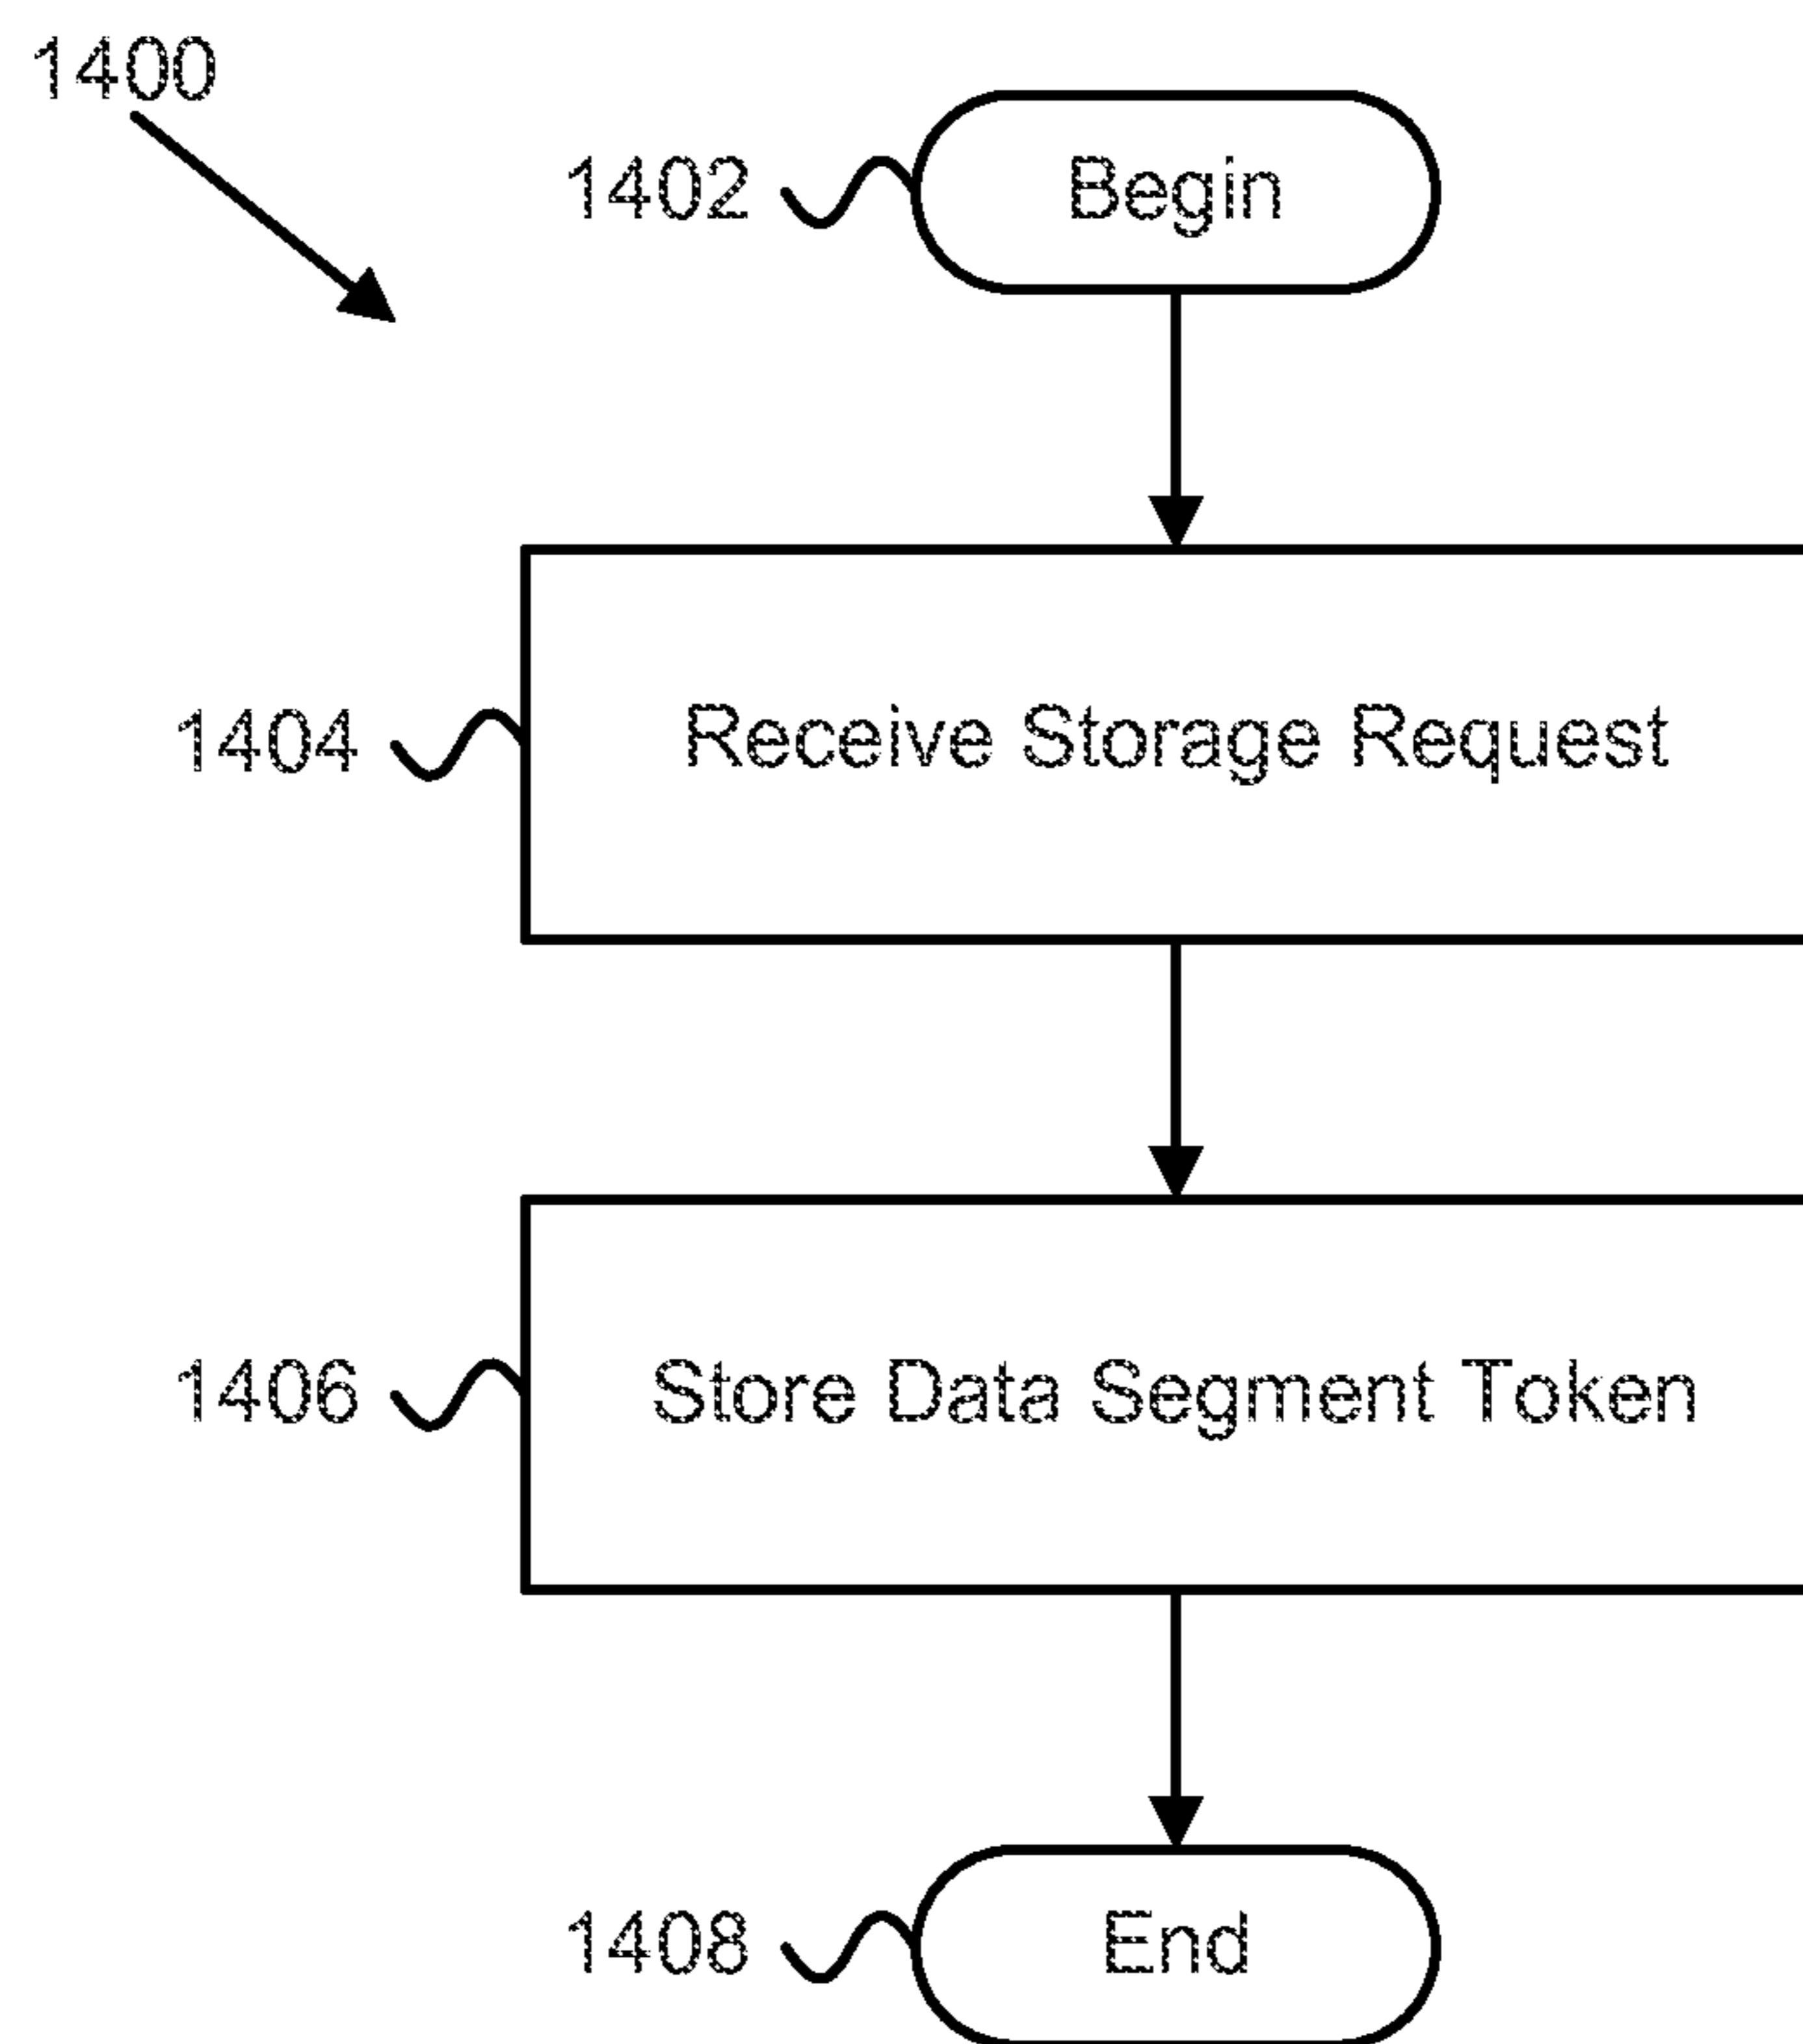 1400
1402 Begin
1404 Receive Storage Request
1406 Store Data Segment Token
1408 End